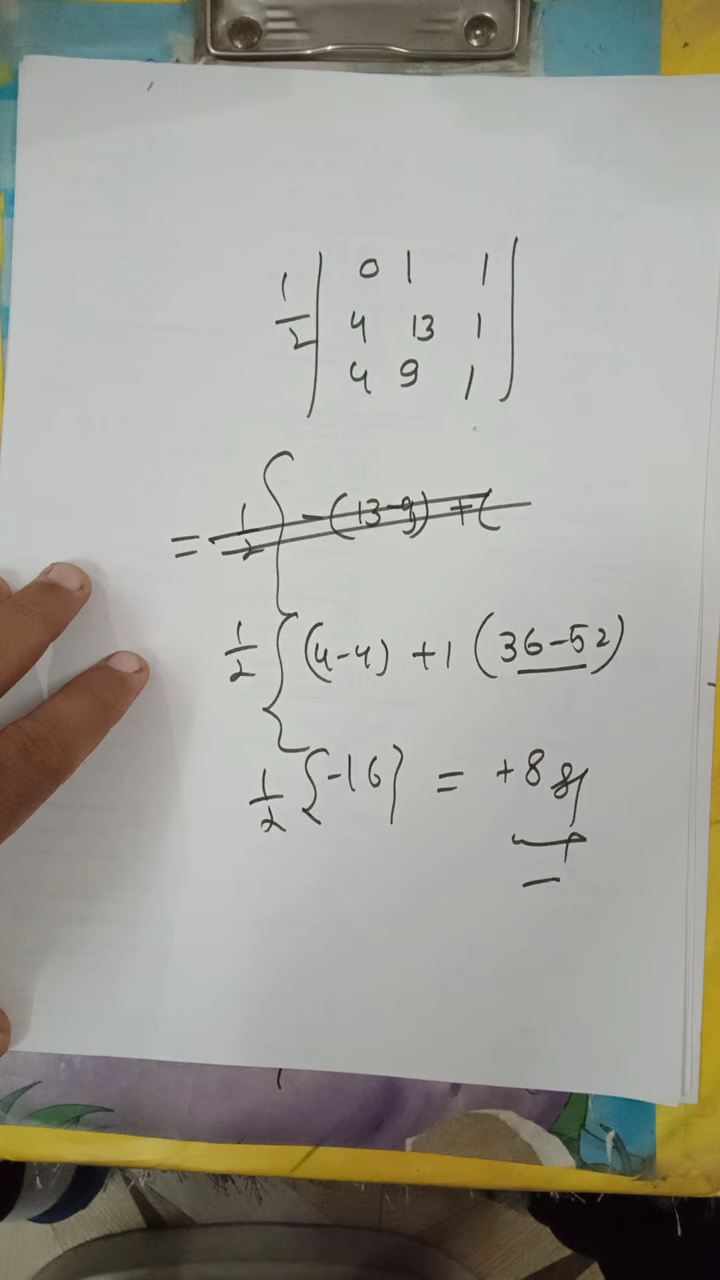 1/2 | 0 1 1 |
| 4 13 1 |
| 4 9 1 |
= 1/2 { -(13-9) + (
1/2 { (4-4) +1 (36-52)
1/2 {-16} = +8